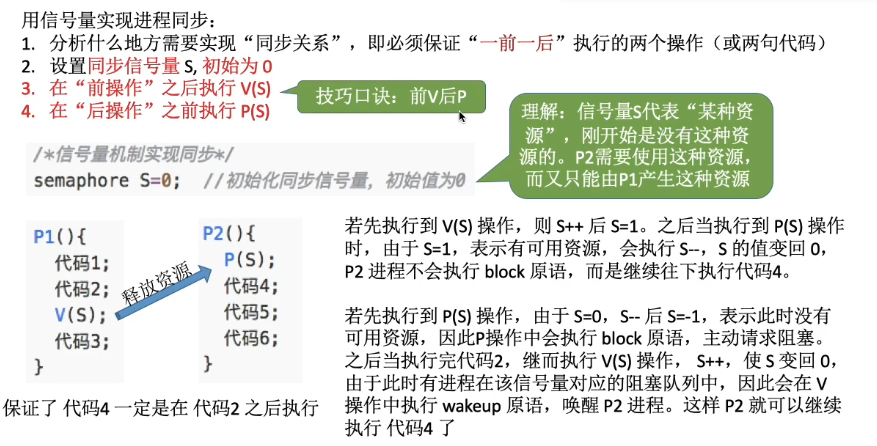 用信号量实现进程同步：
1. 分析什么地方需要实现“同步关系”，即必须保证“一前一后”执行的两个操作（或两句代码）
2. 设置同步信号量 S, 初始为 0
3. 在“前操作”之后执行 V(S)
4. 在“后操作”之前执行 P(S)
技巧口诀：前V后P
理解：信号量S代表“某种资
源”，刚开始是没有这种资
源的。P2需要使用这种资源，
而又只能由P1产生这种资源
/*信号量机制实现同步*/
semaphore S=0; //初始化同步信号量，初始值为0
P1(){
代码1;
代码2;
V(S);
代码3;
}
释放资源
P2(){
P(S);
代码4;
代码5;
代码6;
}
保证了 代码4 一定是在 代码2 之后执行
若先执行到 V(S) 操作，则 S++ 后 S=1。之后当执行到 P(S) 操作
时，由于 S=1，表示有可用资源，会执行 S--，S 的值变回 0，
P2 进程不会执行 block 原语，而是继续往下执行代码4。
若先执行到 P(S) 操作，由于 S=0，S-- 后 S=-1，表示此时没有
可用资源，因此P操作中会执行 block 原语，主动请求阻塞。
之后当执行完代码2，继而执行 V(S) 操作， S++，使 S 变回 0，
由于此时有进程在该信号量对应的阻塞队列中，因此会在 V
操作中执行 wakeup 原语，唤醒 P2 进程。这样 P2 就可以继续
执行 代码4 了